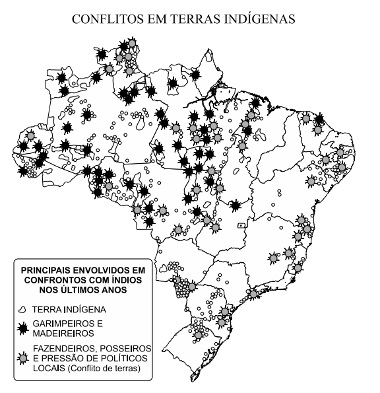 CONFLITOS EM TERRAS INDÍGENAS
PRINCIPAIS ENVOLVIDOS EM
CONFRONTOS COM ÍNDIOS
NOS ÚLTIMOS ANOS
TERRA INDÍGENA
GARIMPEIROS E
MADEIREIROS
FAZENDEIROS, POSSEIROS
E PRESSÃO DE POLÍTICOS
LOCAIS (Conflito de terras)